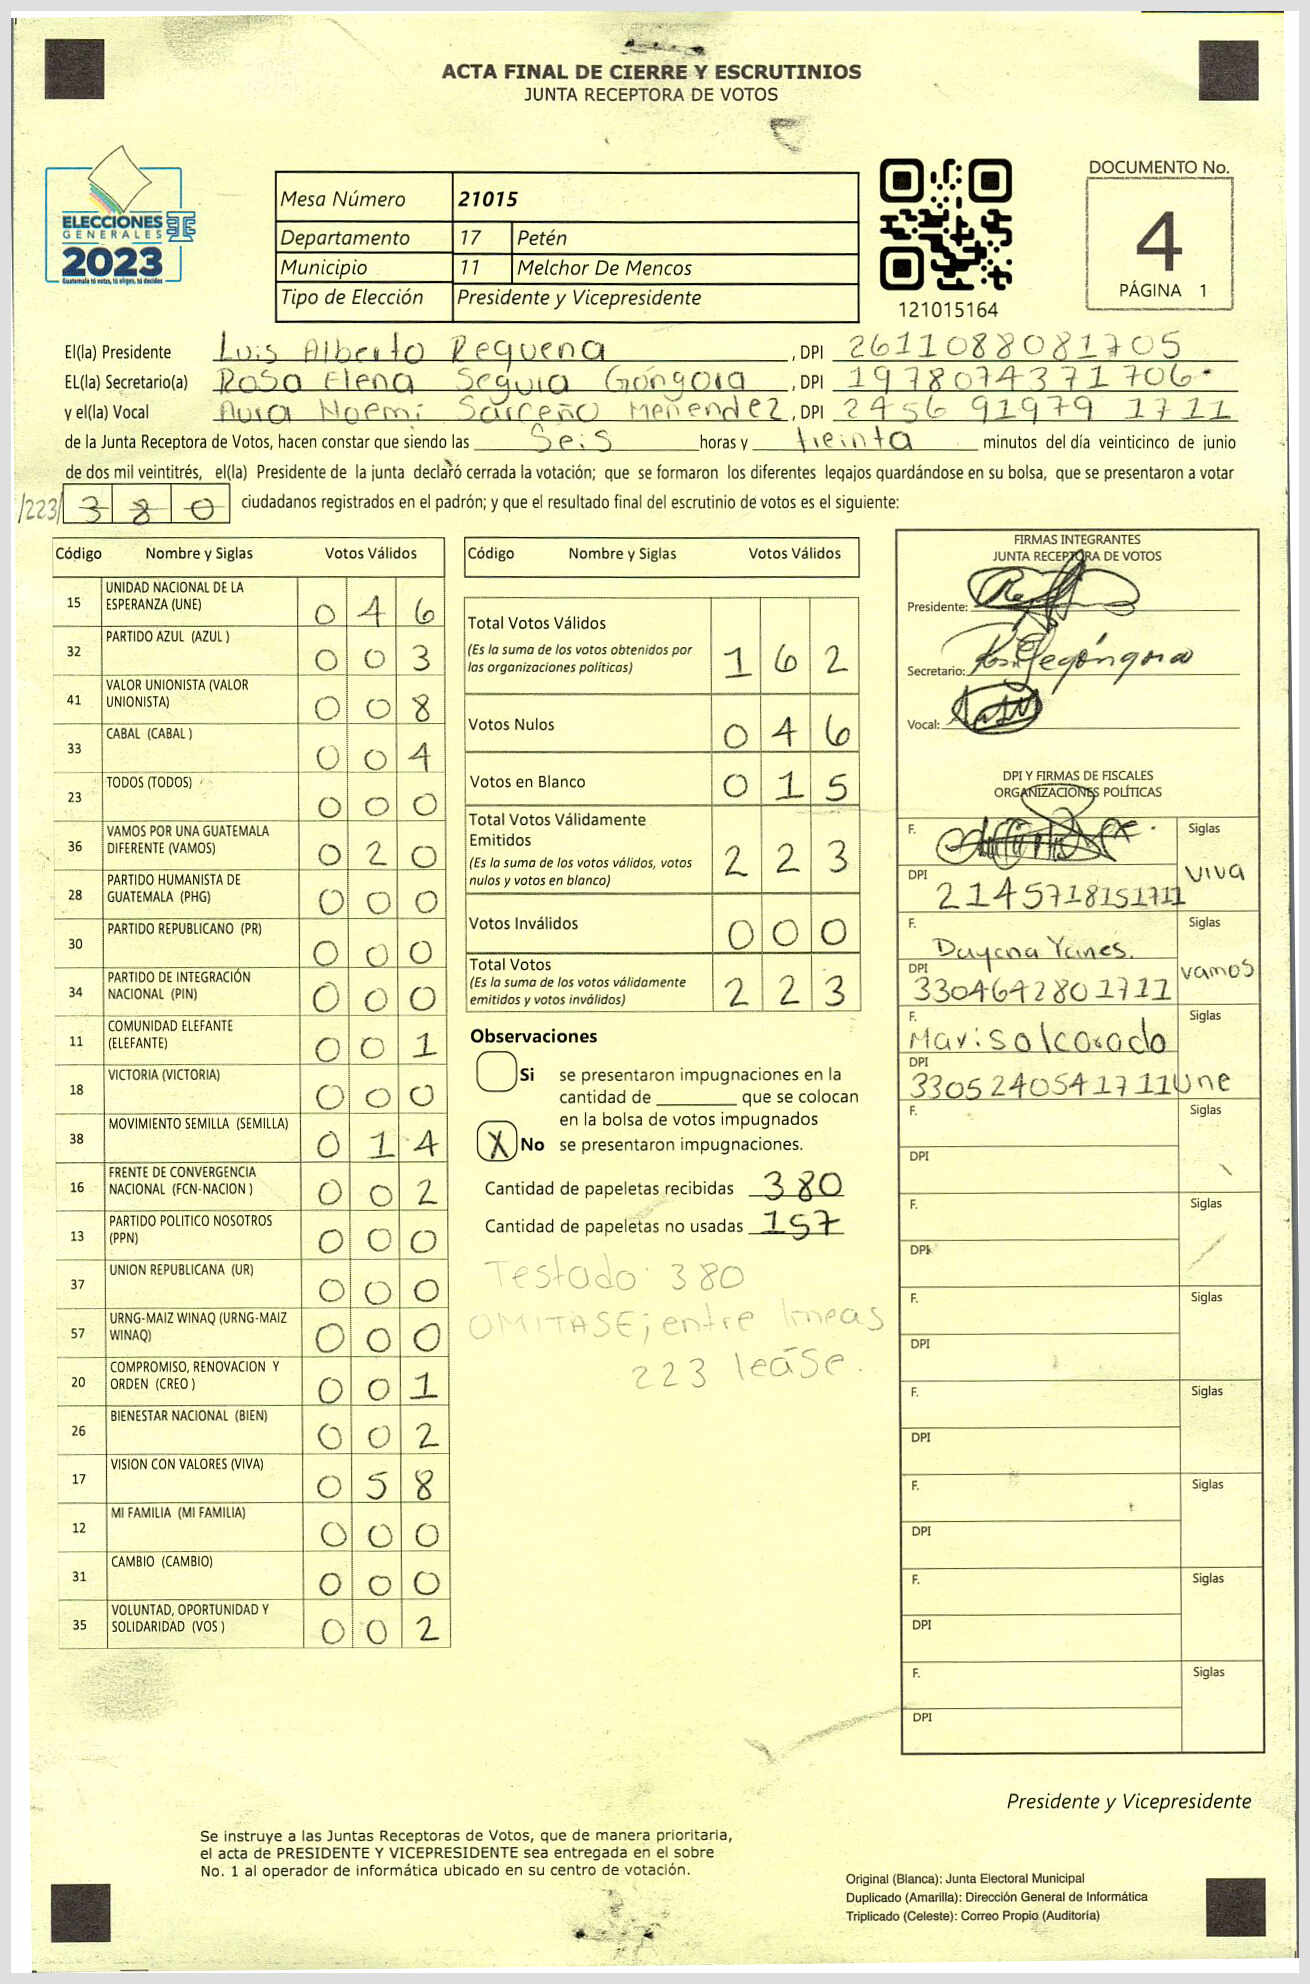 ACTA FINAL DE CIERRE Y ESCRUTINIOS
JUNTA RECEPTORA DE VOTOS
ELECCIONES
GENERALES
2023
Guatemala tú votas, tú eliges, tú decides
TSE
Mesa Número 21015
Departamento 17 Petén
Municipio 11 Melchor De Mencos
Tipo de Elección Presidente y Vicepresidente
121015164
DOCUMENTO No.
4
PÁGINA 1
El(la) Presidente Luis Alberto Requena, DPI 2611088081705
EL(la) Secretario(a) Rosa Elena Segura Góngora, DPI 1978074371706
y el(la) Vocal Aura Noemi Sarceño Menendez, DPI 2456 91979 1711
de la Junta Receptora de Votos, hacen constar que siendo las Seis horas y treinta minutos del día veinticinco de junio
de dos mil veintitrés, el(la) Presidente de la junta declaró cerrada la votación; que se formaron los diferentes legajos quardándose en su bolsa, que se presentaron a votar
/223/ 380 ciudadanos registrados en el padrón; y que el resultado final del escrutinio de votos es el siguiente:
Código Nombre y Siglas Votos Válidos
15 UNIDAD NACIONAL DE LA ESPERANZA (UNE) 0 4 6
32 PARTIDO AZUL (AZUL ) 0 0 3
41 VALOR UNIONISTA (VALOR UNIONISTA) 0 0 8
33 CABAL (CABAL ) 0 0 4
23 TODOS (TODOS) 0 0 0
36 VAMOS POR UNA GUATEMALA DIFERENTE (VAMOS) 0 2 0
28 PARTIDO HUMANISTA DE GUATEMALA (PHG) 0 0 0
30 PARTIDO REPUBLICANO (PR) 0 0 0
34 PARTIDO DE INTEGRACIÓN NACIONAL (PIN) 0 0 0
11 COMUNIDAD ELEFANTE (ELEFANTE) 0 0 1
18 VICTORIA (VICTORIA) 0 0 0
38 MOVIMIENTO SEMILLA (SEMILLA) 0 1 4
16 FRENTE DE CONVERGENCIA NACIONAL (FCN-NACION ) 0 0 2
13 PARTIDO POLITICO NOSOTROS (PPN) 0 0 0
37 UNION REPUBLICANA (UR) 0 0 0
57 URNG-MAIZ WINAQ (URNG-MAIZ WINAQ) 0 0 0
20 COMPROMISO, RENOVACION Y ORDEN (CREO ) 0 0 1
26 BIENESTAR NACIONAL (BIEN) 0 0 2
17 VISION CON VALORES (VIVA) 0 5 8
12 MI FAMILIA (MI FAMILIA) 0 0 0
31 CAMBIO (CAMBIO) 0 0 0
35 VOLUNTAD, OPORTUNIDAD Y SOLIDARIDAD (VOS ) 0 0 2
Código Nombre y Siglas Votos Válidos
Total Votos Válidos 1 6 2
(Es la suma de los votos obtenidos por
las organizaciones políticas)
Votos Nulos 0 4 6
Votos en Blanco 0 1 5
Total Votos Válidamente
Emitidos 2 2 3
(Es la suma de los votos válidos, votos
nulos y votos en blanco)
Votos Inválidos 0 0 0
Total Votos
(Es la suma de los votos válidamente
emitidos y votos inválidos) 2 2 3
Observaciones
Si se presentaron impugnaciones en la
cantidad de ________ que se colocan
en la bolsa de votos impugnados
X No se presentaron impugnaciones.
Cantidad de papeletas recibidas 380
Cantidad de papeletas no usadas 157
Testado 380
OMITASE; entre lineas
223 leáse.
FIRMAS INTEGRANTES
JUNTA RECEPTORA DE VOTOS
Presidente:
Secretario:
Vocal:
DPI Y FIRMAS DE FISCALES
ORGANIZACIONES POLÍTICAS
F. Siglas
VIVA
DPI 2145718151711
F. Dayana Yanes. Siglas
vamos
DPI 3304642801711
F. Marisol Siglas
DPI 3305240541711 Une
F. Siglas
DPI
F. Siglas
DPI
F. Siglas
DPI
F. Siglas
DPI
F. Siglas
DPI
F. Siglas
DPI
F. Siglas
DPI
Presidente y Vicepresidente
Se instruye a las Juntas Receptoras de Votos, que de manera prioritaria,
el acta de PRESIDENTE Y VICEPRESIDENTE sea entregada en el sobre
No. 1 al operador de informática ubicado en su centro de votación.
Original (Blanca): Junta Electoral Municipal
Duplicado (Amarilla): Dirección General de Informática
Triplicado (Celeste): Correo Propio (Auditoría)